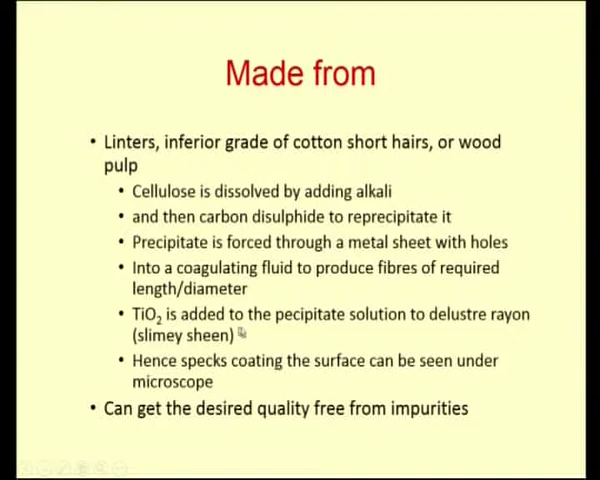 Made from
• Linters, inferior grade of cotton short hairs, or wood
pulp
• Cellulose is dissolved by adding alkali
• and then carbon disulphide to reprecipitate it
• Precipitate is forced through a metal sheet with holes
• Into a coagulating fluid to produce fibres of required
length/diameter
• TiO₂ is added to the pecipitate solution to delustre rayon
(slimey sheen)
• Hence specks coating the surface can be seen under
microscope
• Can get the desired quality free from impurities